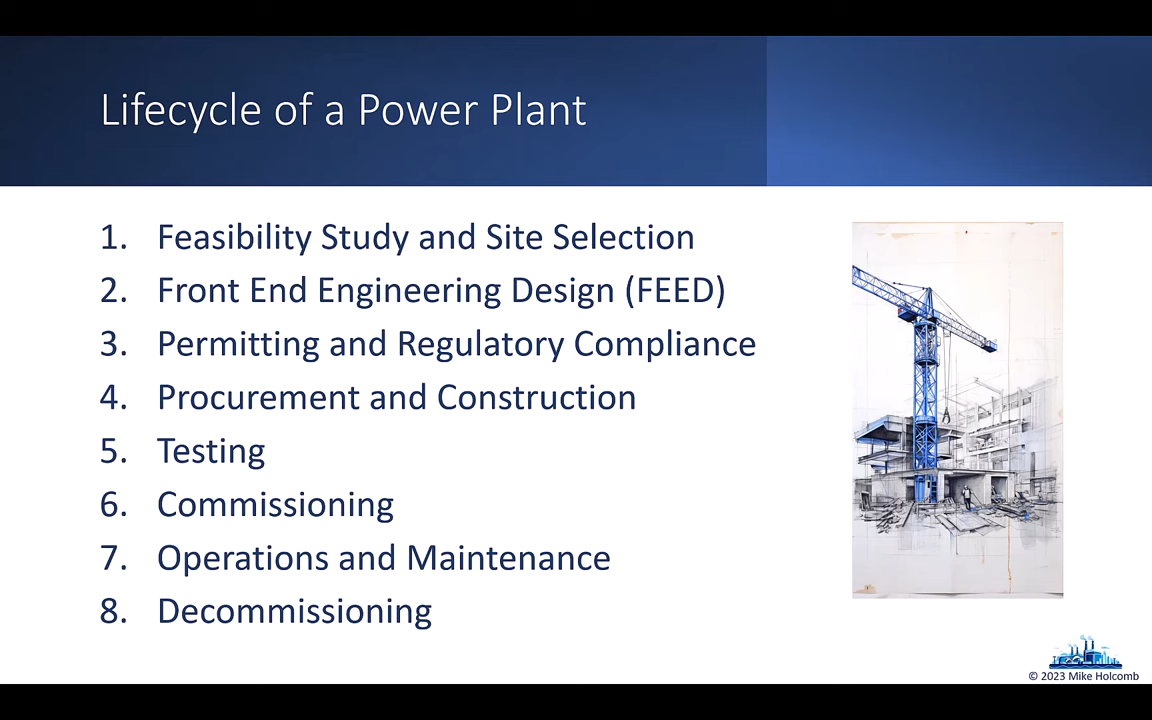 Lifecycle of a Power Plant
1. Feasibility Study and Site Selection
2. Front End Engineering Design (FEED)
3. Permitting and Regulatory Compliance
4. Procurement and Construction
5. Testing
6. Commissioning
7. Operations and Maintenance
8. Decommissioning
© 2023 Mike Holcomb